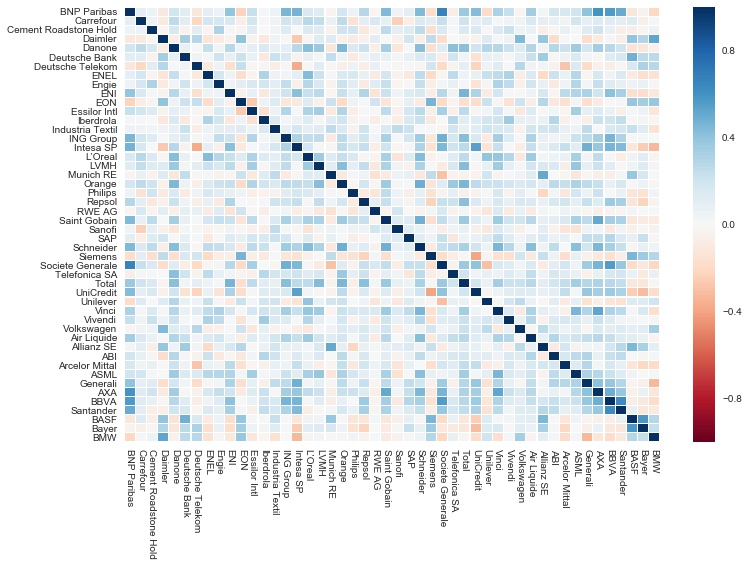 BNP Paribas
Carrefour
Cement Roadstone Hold
Daimler
Danone
Deutsche Bank
Deutsche Telekom
ENEL
Engie
ENI
EON
Essilor Intl
Iberdrola
Industria Textil
ING Group
Intesa SP
L'Oreal
LVMH
Munich RE
Orange
Philips
Repsol
RWE AG
Saint Gobain
Sanofi
SAP
Schneider
Siemens
Societe Generale
Telefonica SA
Total
UniCredit
Unilever
Vinci
Vivendi
Volkswagen
Air Liquide
Allianz SE
ABI
Arcelor Mittal
ASML
Generali
AXA
BBVA
Santander
BASF
Bayer
BMW
BNP Paribas
Carrefour
Cement Roadstone Hold
Daimler
Danone
Deutsche Bank
Deutsche Telekom
ENEL
Engie
ENI
EON
Essilor Intl
Iberdrola
Industria Textil
ING Group
Intesa SP
L'Oreal
LVMH
Munich RE
Orange
Philips
Repsol
RWE AG
Saint Gobain
Sanofi
SAP
Schneider
Siemens
Societe Generale
Telefonica SA
Total
UniCredit
Unilever
Vinci
Vivendi
Volkswagen
Air Liquide
Allianz SE
ABI
Arcelor Mittal
ASML
Generali
AXA
BBVA
Santander
BASF
Bayer
BMW
0.8
0.4
0.0
−0.4
−0.8